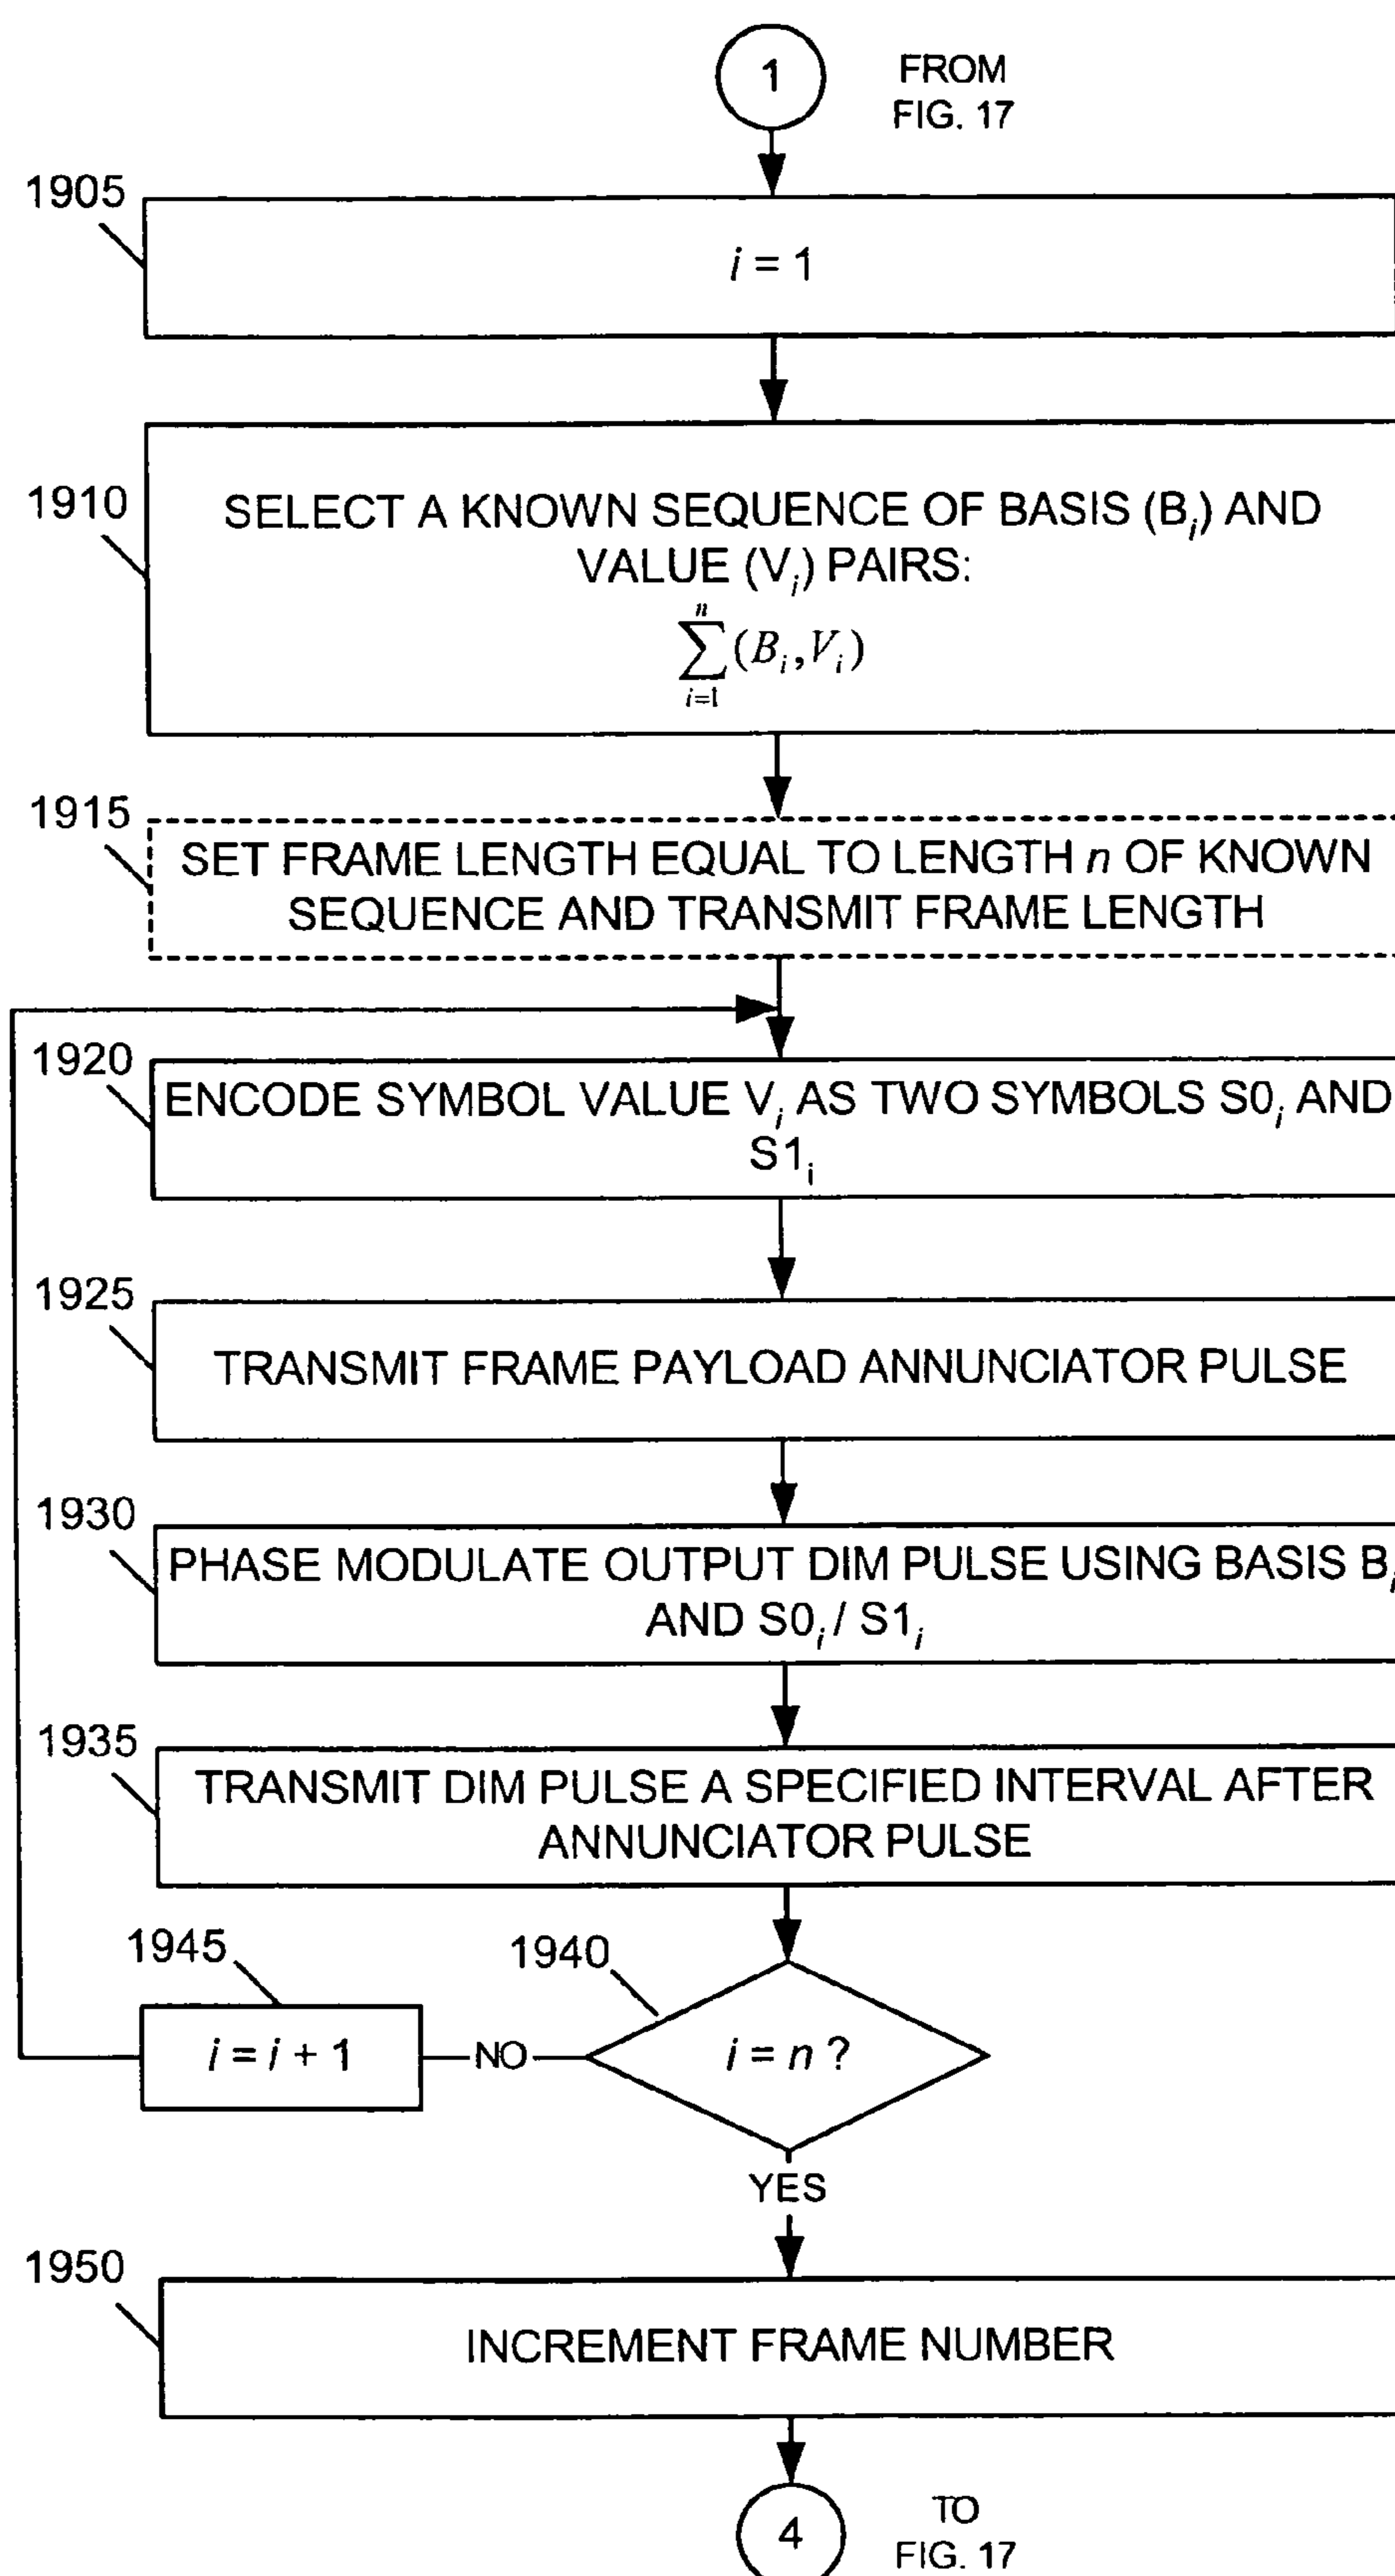 1
FROM
FIG. 17
1905
i = 1
1910
SELECT A KNOWN SEQUENCE OF BASIS (Bᵢ) AND
VALUE (Vᵢ) PAIRS:
n
∑(Bᵢ,Vᵢ)
i=1
1915
SET FRAME LENGTH EQUAL TO LENGTH n OF KNOWN
SEQUENCE AND TRANSMIT FRAME LENGTH
1920
ENCODE SYMBOL VALUE Vᵢ AS TWO SYMBOLS S0ᵢ AND
S1ᵢ
1925
TRANSMIT FRAME PAYLOAD ANNUNCIATOR PULSE
1930
PHASE MODULATE OUTPUT DIM PULSE USING BASIS Bᵢ
AND S0ᵢ / S1ᵢ
1935
TRANSMIT DIM PULSE A SPECIFIED INTERVAL AFTER
ANNUNCIATOR PULSE
1945
1940
i = i + 1
NO
i = n ?
YES
1950
INCREMENT FRAME NUMBER
4
TO
FIG. 17